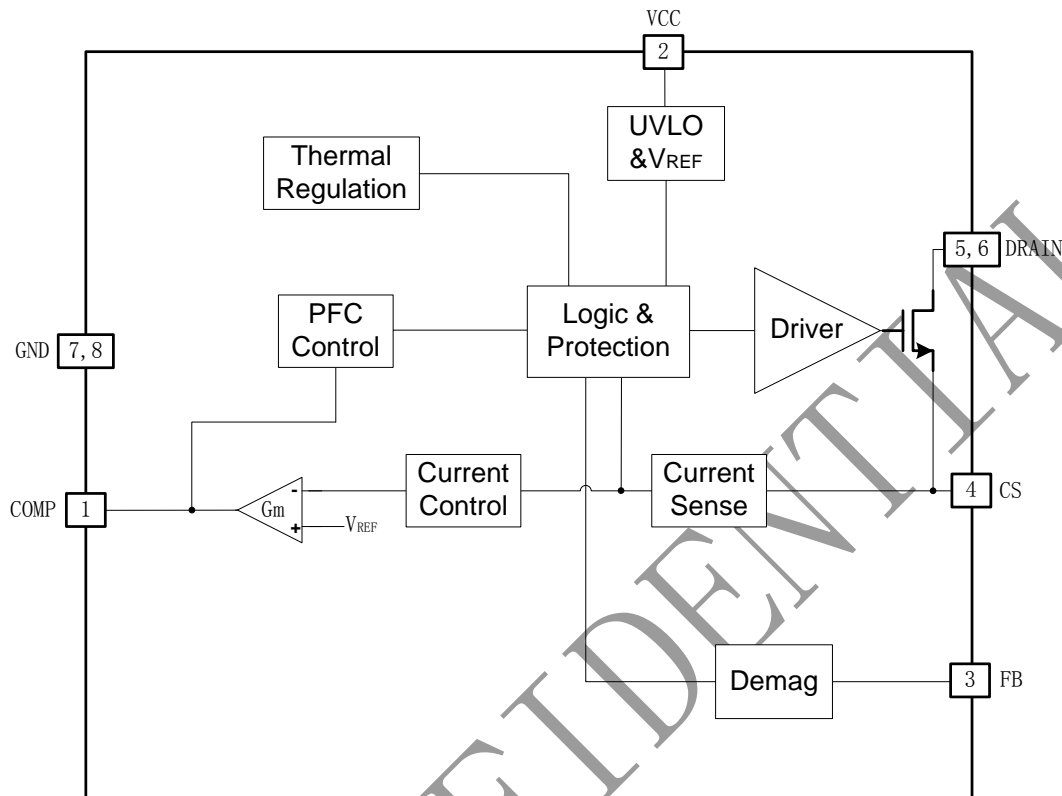 VCC
2
UVLO
&VREF
Thermal
Regulation
5,6 DRAIN
PFC
Control
Logic &
Protection
Driver
GND 7,8
COMP 1
-
Gm
+
VREF
Current
Control
Current
Sense
4 CS
Demag
3 FB
FIDENTIAL